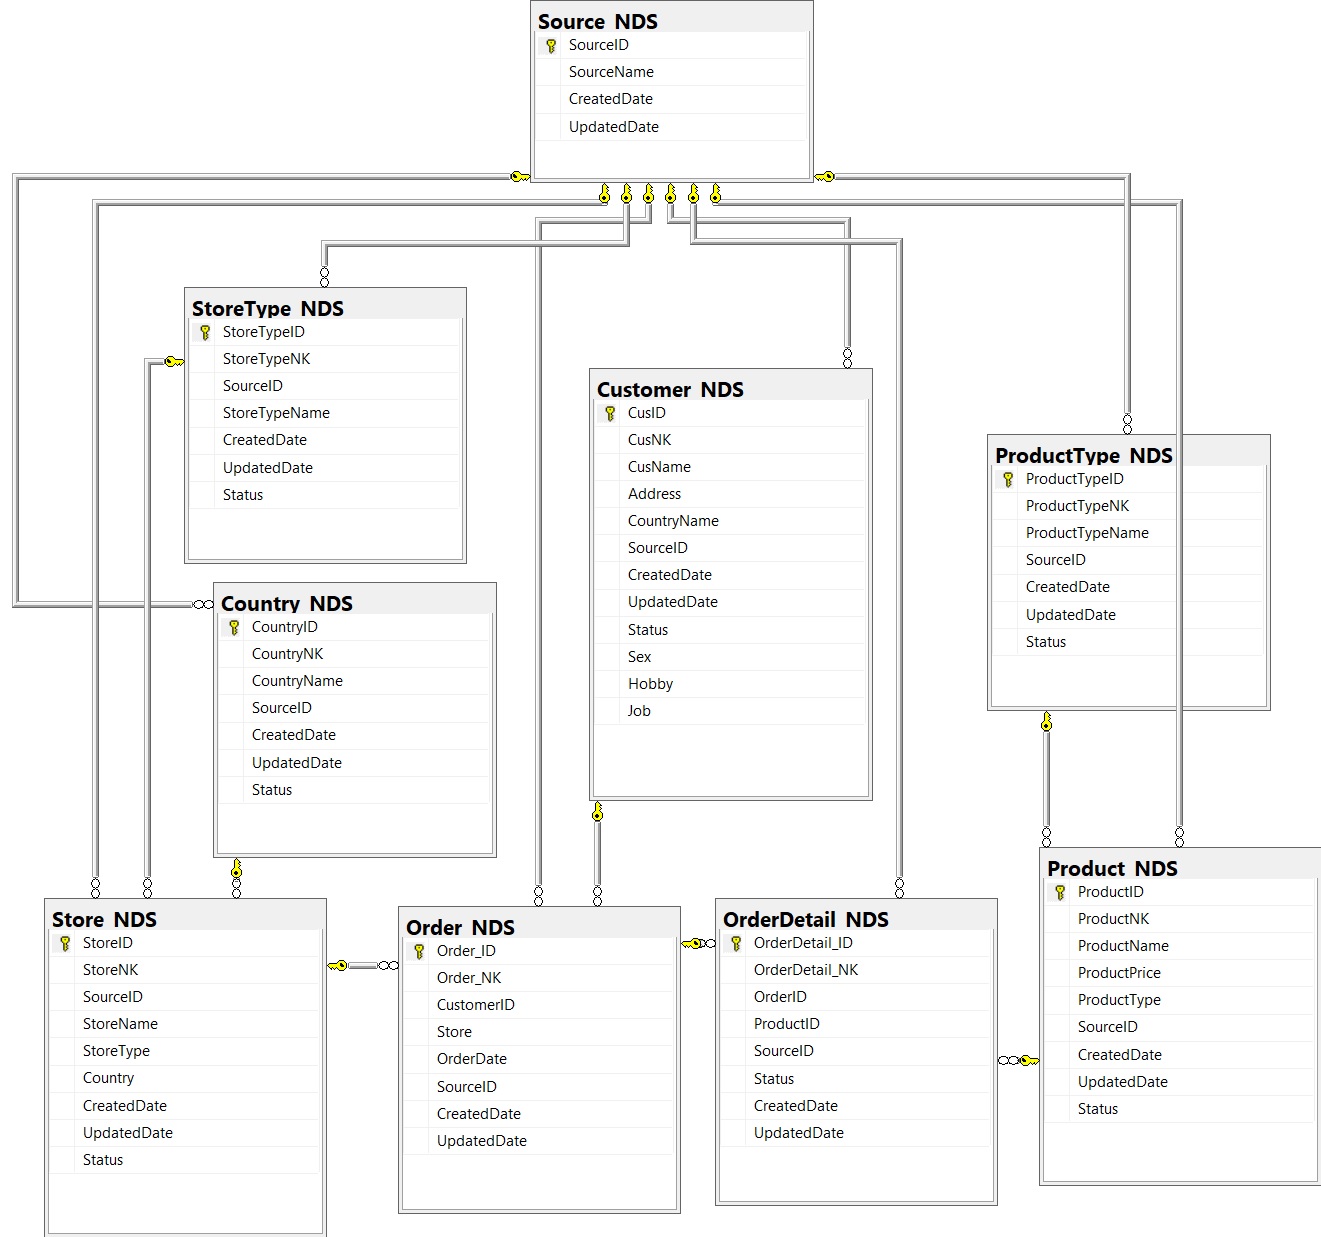 Source_NDS
SourceID
SourceName
CreatedDate
UpdatedDate
StoreType_NDS
StoreTypeID
StoreTypeNK
SourceID
StoreTypeName
CreatedDate
UpdatedDate
Status
Customer_NDS
CusID
CusNK
CusName
Address
CountryName
SourceID
CreatedDate
UpdatedDate
Status
Sex
Hobby
Job
ProductType_NDS
ProductTypeID
ProductTypeNK
ProductTypeName
SourceID
CreatedDate
UpdatedDate
Status
Country_NDS
CountryID
CountryNK
CountryName
SourceID
CreatedDate
UpdatedDate
Status
Store_NDS
StoreID
StoreNK
SourceID
StoreName
StoreType
Country
CreatedDate
UpdatedDate
Status
Order_NDS
Order_ID
Order_NK
CustomerID
Store
OrderDate
SourceID
CreatedDate
UpdatedDate
OrderDetail_NDS
OrderDetail_ID
OrderDetail_NK
OrderID
ProductID
SourceID
Status
CreatedDate
UpdatedDate
Product_NDS
ProductID
ProductNK
ProductName
ProductPrice
ProductType
SourceID
CreatedDate
UpdatedDate
Status